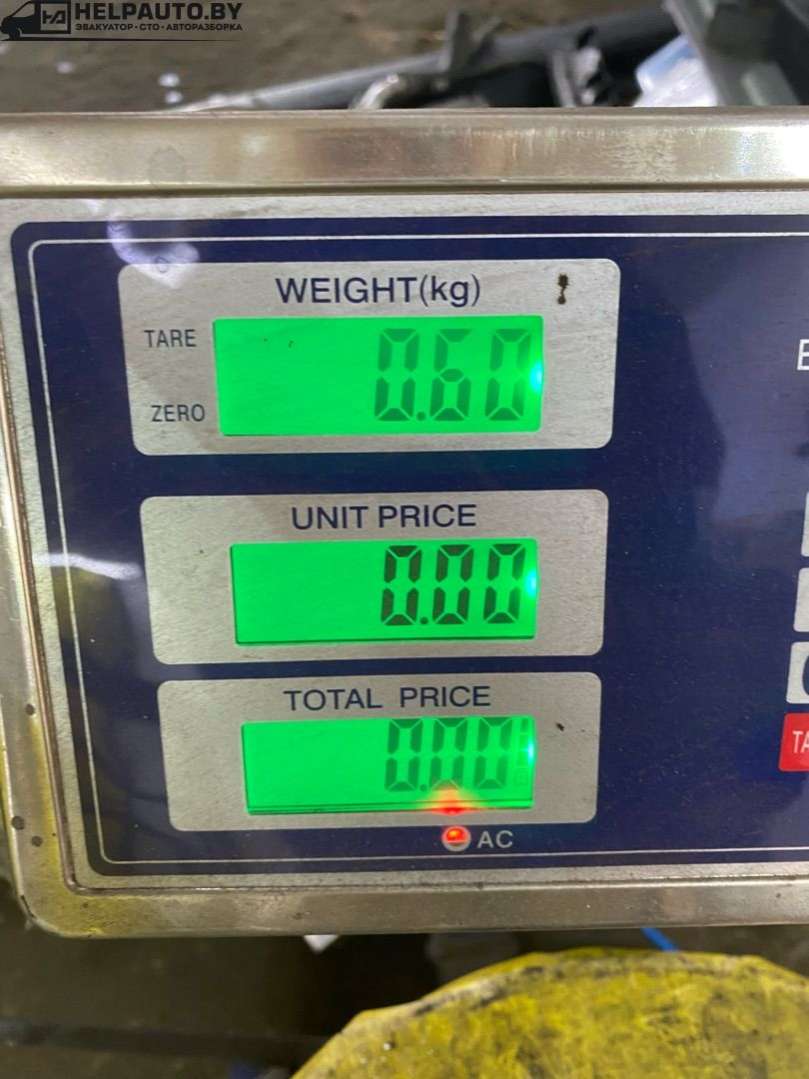 HELPAUTO.BY
ЭВАКУАТОР - СТО - АВТОРАЗБОРКА
WEIGHT(kg)
TARE
0.60
ZERO
UNIT PRICE
0.00
TOTAL PRICE
0.00
AC